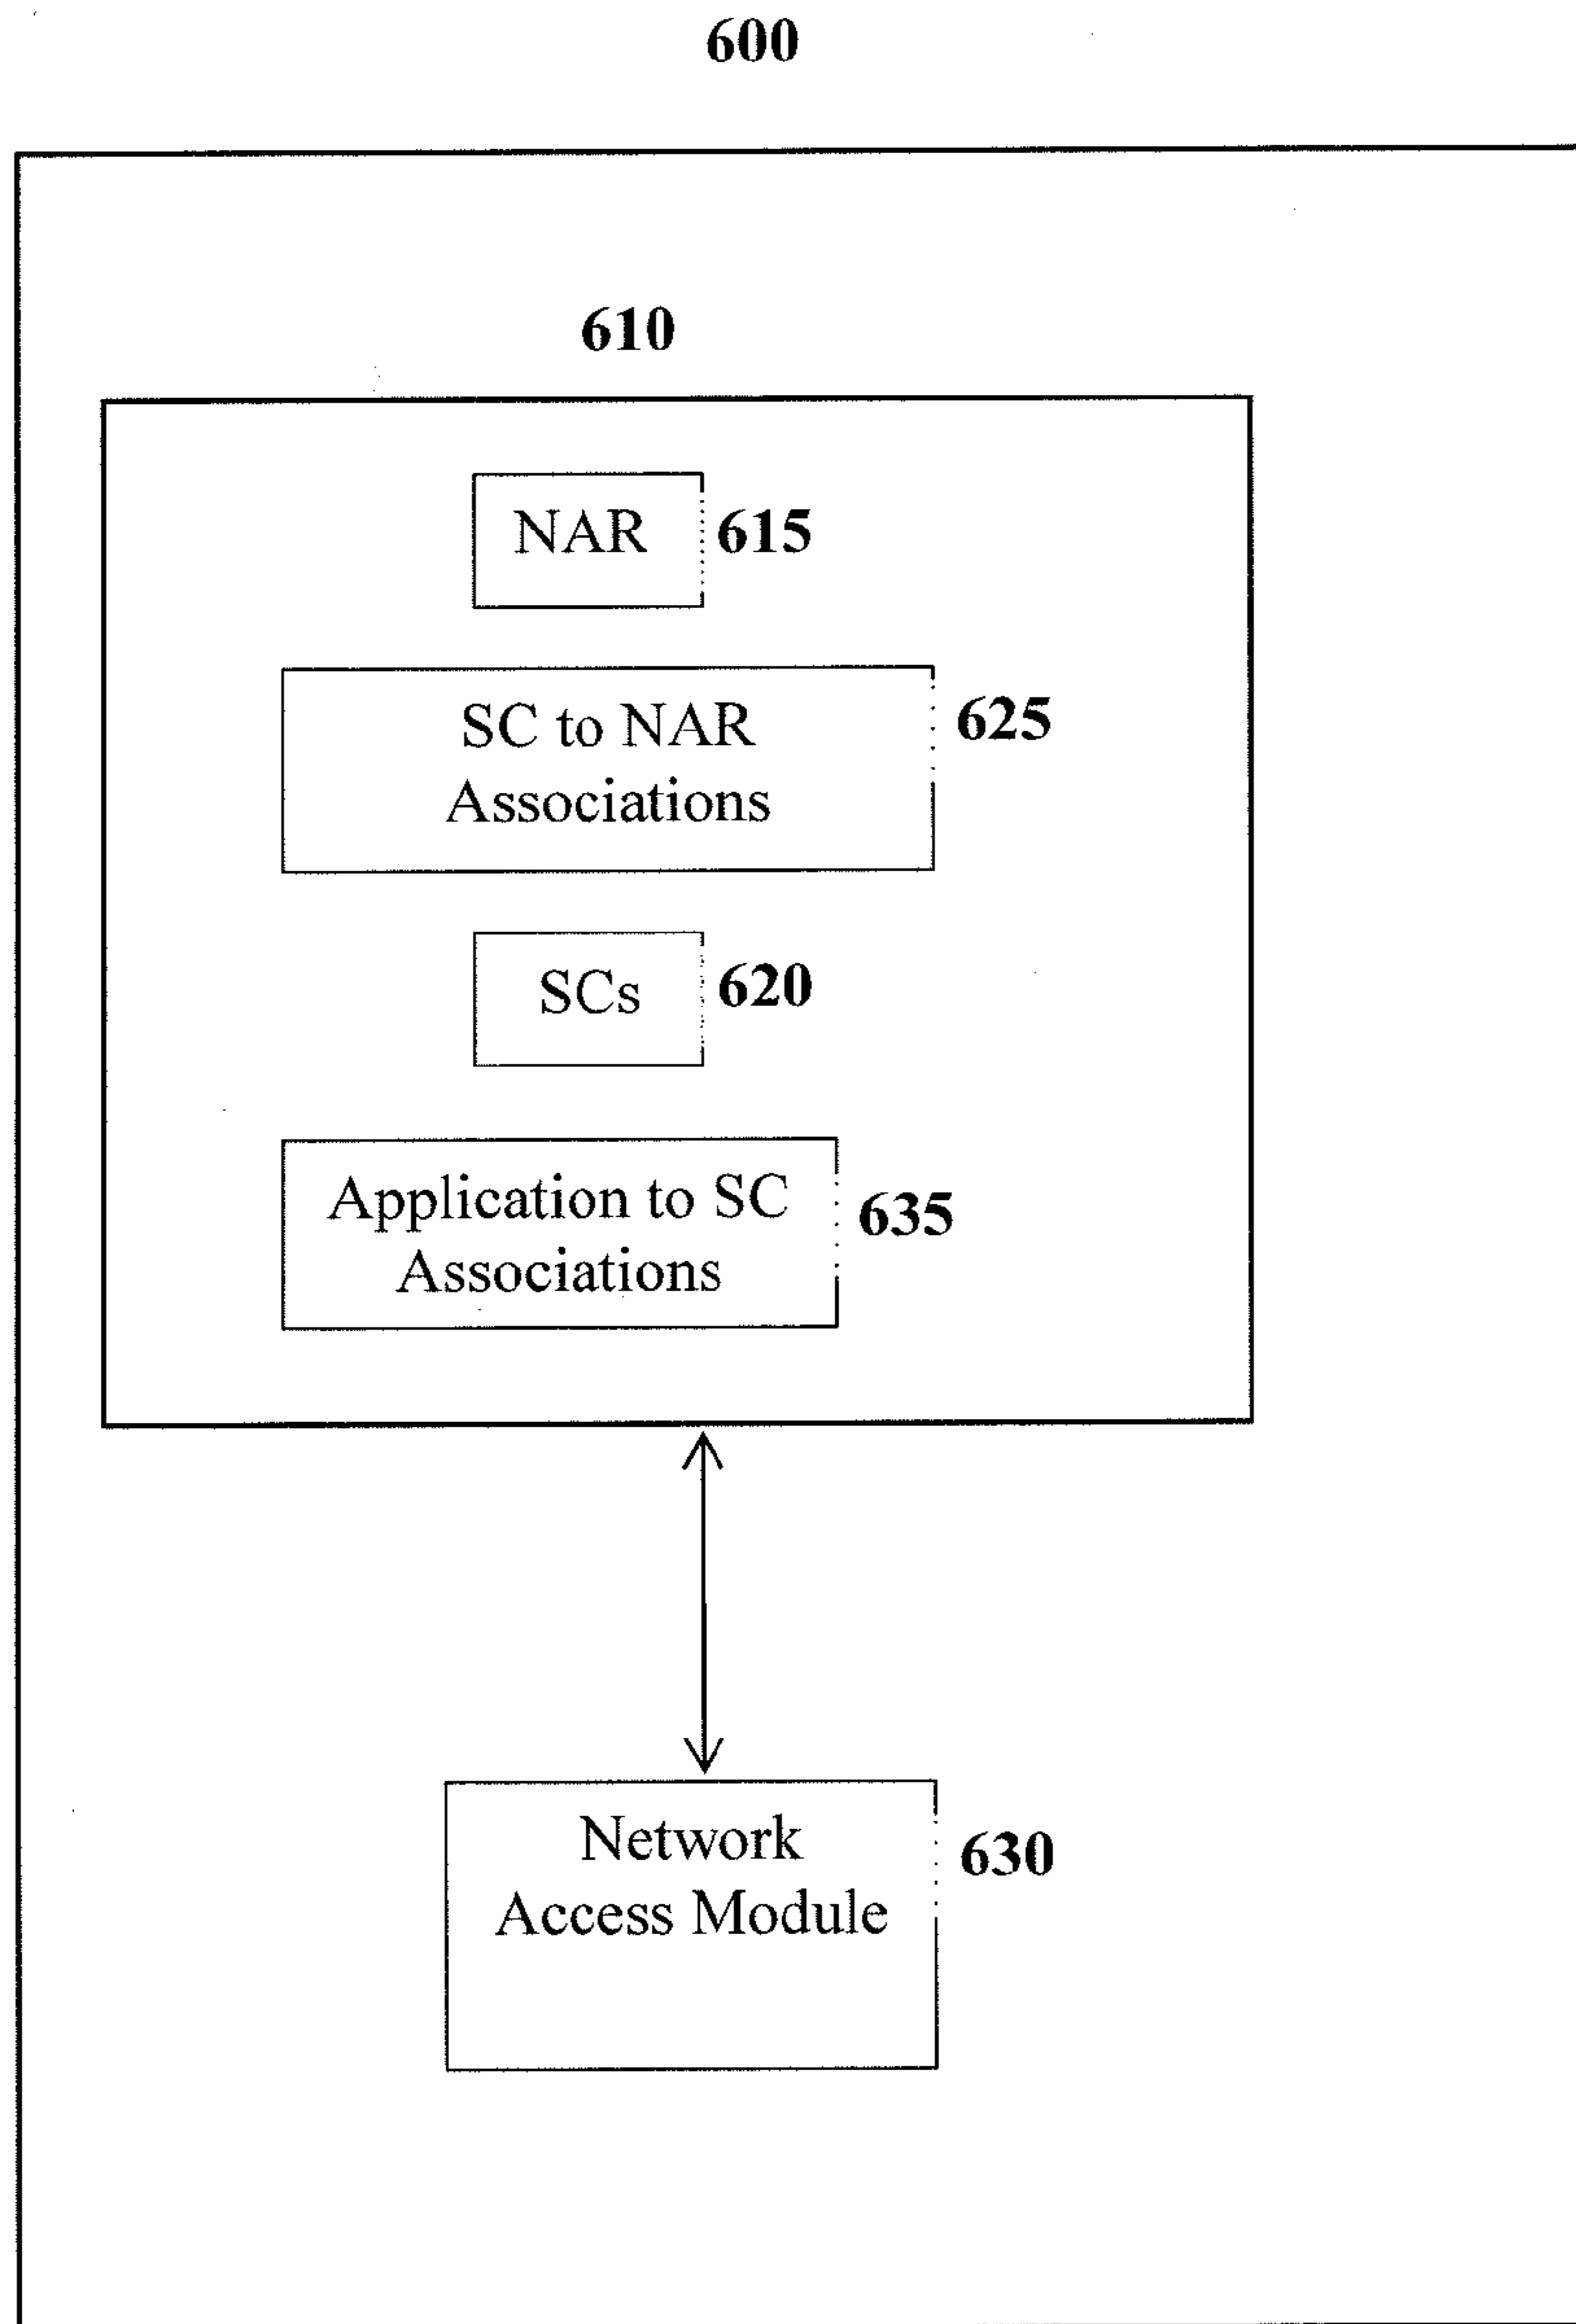 600
610
NAR 615
SC to NAR 625
Associations
SCs 620
Application to SC 635
Associations
Network 630
Access Module